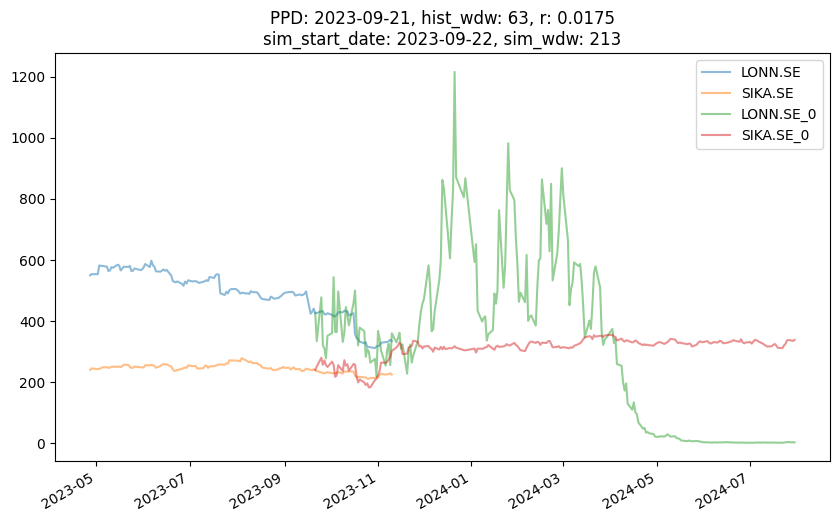 PPD: 2023-09-21, hist_wdw: 63, r: 0.0175
sim_start_date: 2023-09-22, sim_wdw: 213
LONN.SE
SIKA.SE
LONN.SE_0
SIKA.SE_0
1200
1000
800
600
400
200
0
2023-05
2023-07
2023-09
2023-11
2024-01
2024-03
2024-05
2024-07